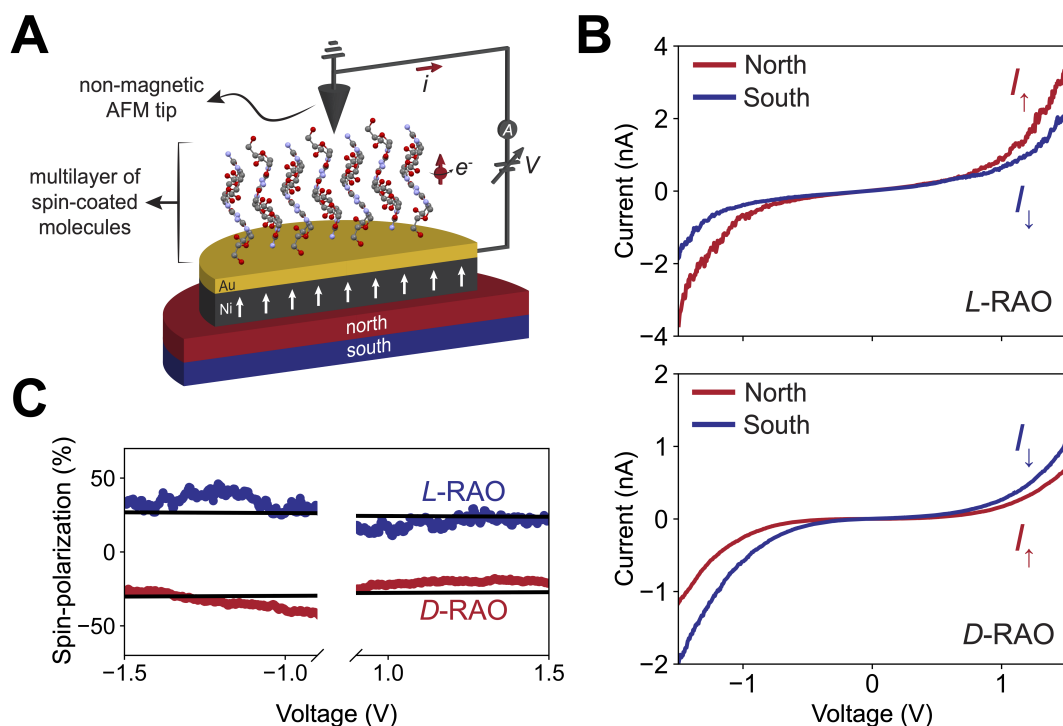 A
non-magnetic
AFM tip
i
A
V
e-
multilayer of
spin-coated
molecules
Au
Ni
north
south
B
4
2
0
−2
−4
Current (nA)
North
South
I↑
I↓
L-RAO
2
1
0
−1
−2
Current (nA)
North
South
I↓
I↑
D-RAO
−1
0
1
Voltage (V)
C
50
0
−50
Spin-polarization (%)
L-RAO
D-RAO
−1.5
−1.0
1.0
1.5
Voltage (V)